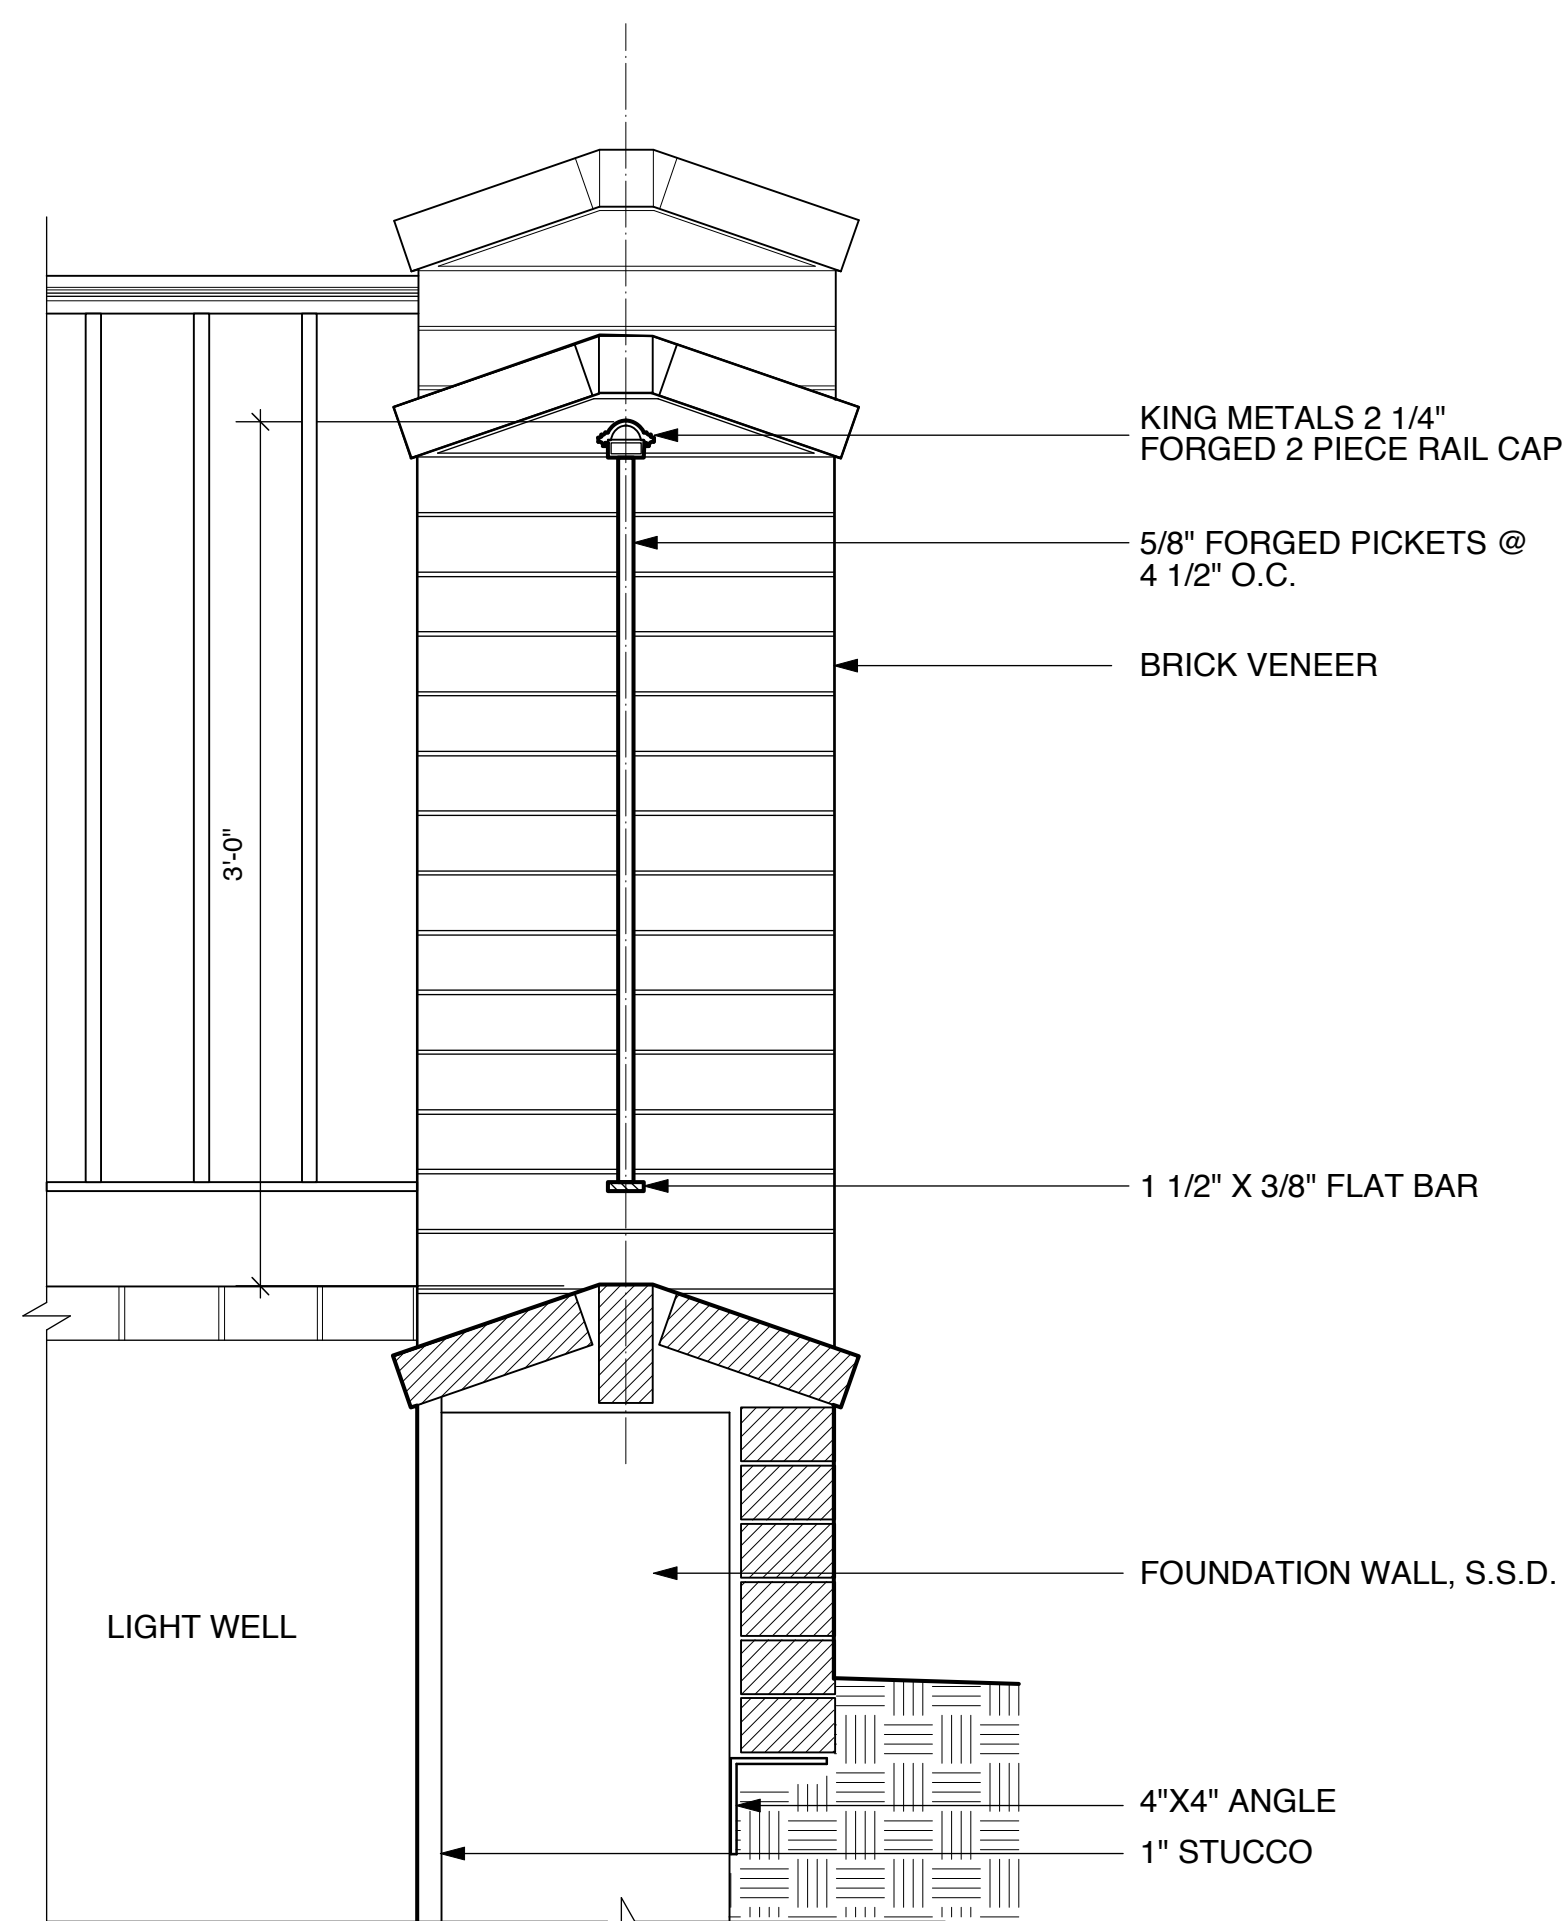 KING METALS 2 1/4"
FORGED 2 PIECE RAIL CAP
5/8" FORGED PICKETS @
4 1/2" O.C.
BRICK VENEER
3'-0"
1 1/2" X 3/8" FLAT BAR
FOUNDATION WALL, S.S.D.
LIGHT WELL
4"X4" ANGLE
1" STUCCO